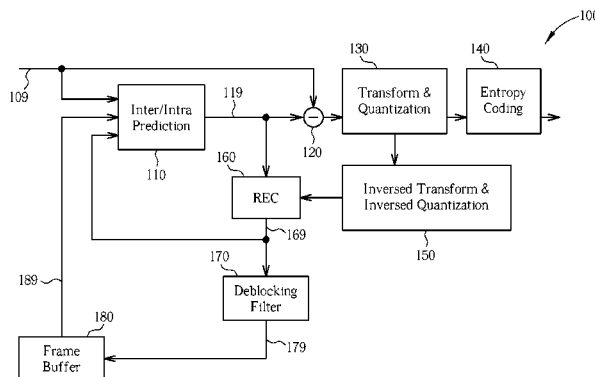 100
130
140
109
119
Inter/Intra
Prediction
110
120
Transform &
Quantization
Entropy
Coding
160
REC
169
Inversed Transform &
Inversed Quantization
150
170
Deblocking
Filter
189
180
Frame
Buffer
179